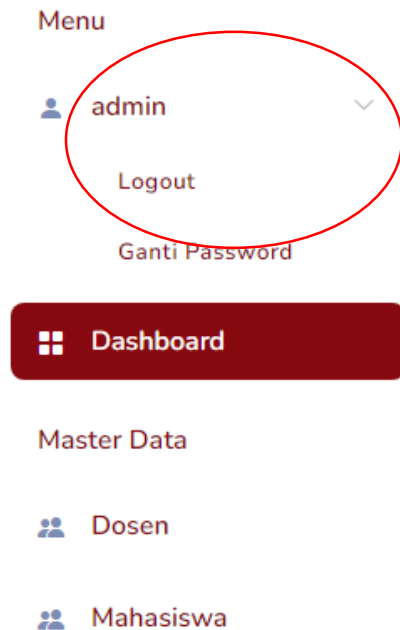 Menu
admin
Logout
Ganti Password
Dashboard
Master Data
Dosen
Mahasiswa